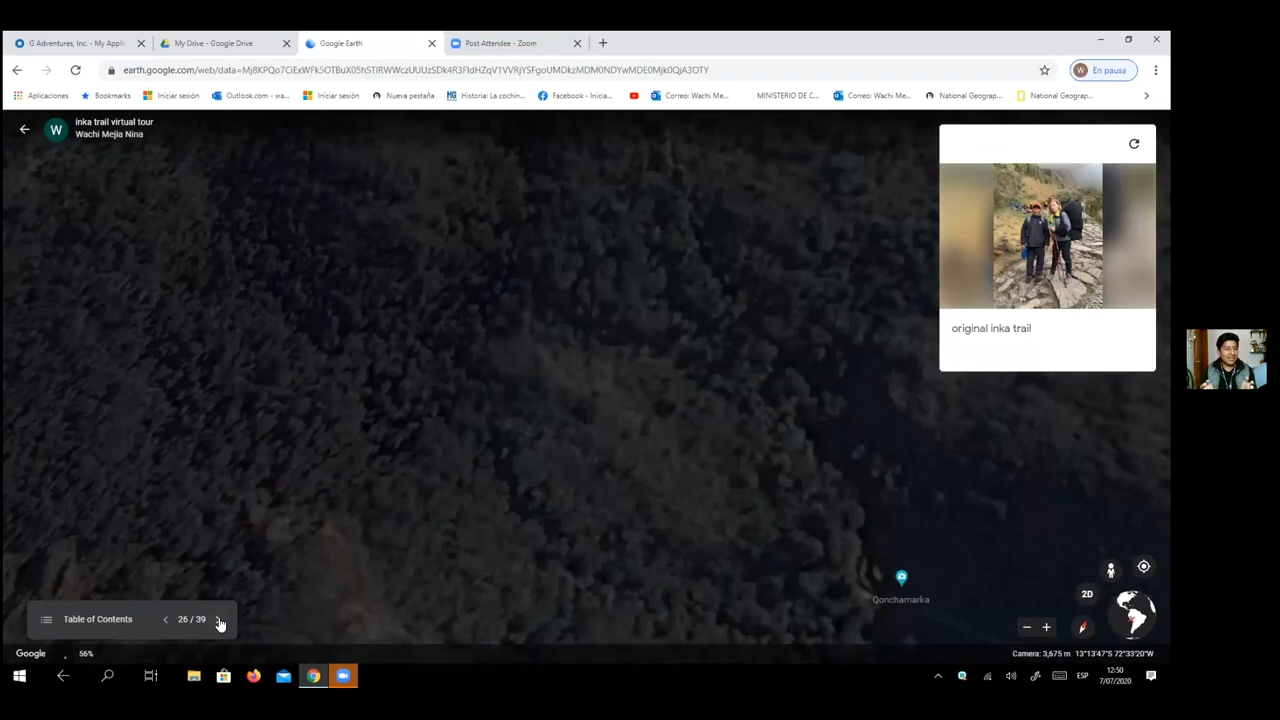 G Adventures, Inc. - My Applic
My Drive - Google Drive
Google Earth
Post Attendee - Zoom
earth.google.com/web/data=Mj8KPQo7CiExWFk5OTBuX05hSTlRWWczUUUzSDk4R3FIdHZqV1VVRjYSFgoUMDkzMDM0NDYwMDE0Mjk0QjA3OTY
W
En pausa
Aplicaciones
Bookmarks
Iniciar sesión
Outlook.com - wa...
Iniciar sesión
Nueva pestaña
Historia: La cochin...
Facebook - Inicia...
Correo: Wachi Me...
MINISTERIO DE C...
Correo: Wachi Me...
National Geograp...
National Geograp...
W
inka trail virtual tour
Wachi Mejia Nina
original inka trail
Qonchamarka
2D
Table of Contents
26 / 39
Google
56%
Camera: 3,675 m 13°13'47"S 72°33'20"W
ESP
12:50
7/07/2020